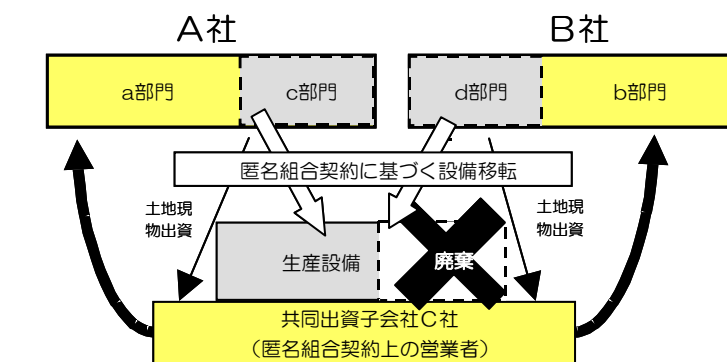 A社
B社
a部門
c部門
d部門
b部門
匿名組合契約に基づく設備移転
土地現
物出資
土地現
物出資
生産設備
廃棄
共同出資子会社C社
（匿名組合契約上の営業者）